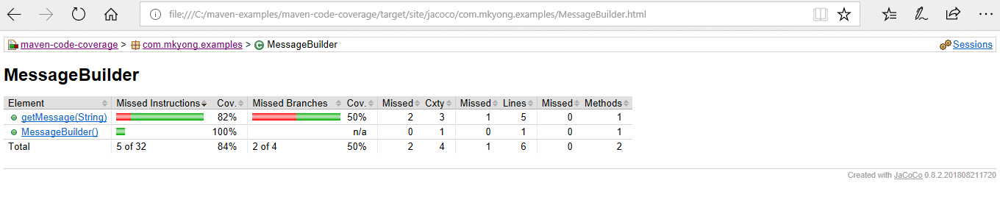 file:///C:/maven-examples/maven-code-coverage/target/site/jacoco/com.mkyong.examples/MessageBuilder.html
maven-code-coverage > com.mkyong.examples > MessageBuilder Sessions
MessageBuilder
Element Missed Instructions Cov. Missed Branches Cov. Missed Cxty Missed Lines Missed Methods
getMessage(String) 82% 50% 2 3 1 5 0 1
MessageBuilder() 100% n/a 0 1 0 1 0 1
Total 5 of 32 84% 2 of 4 50% 2 4 1 6 0 2
Created with JaCoCo 0.8.2.201808211720